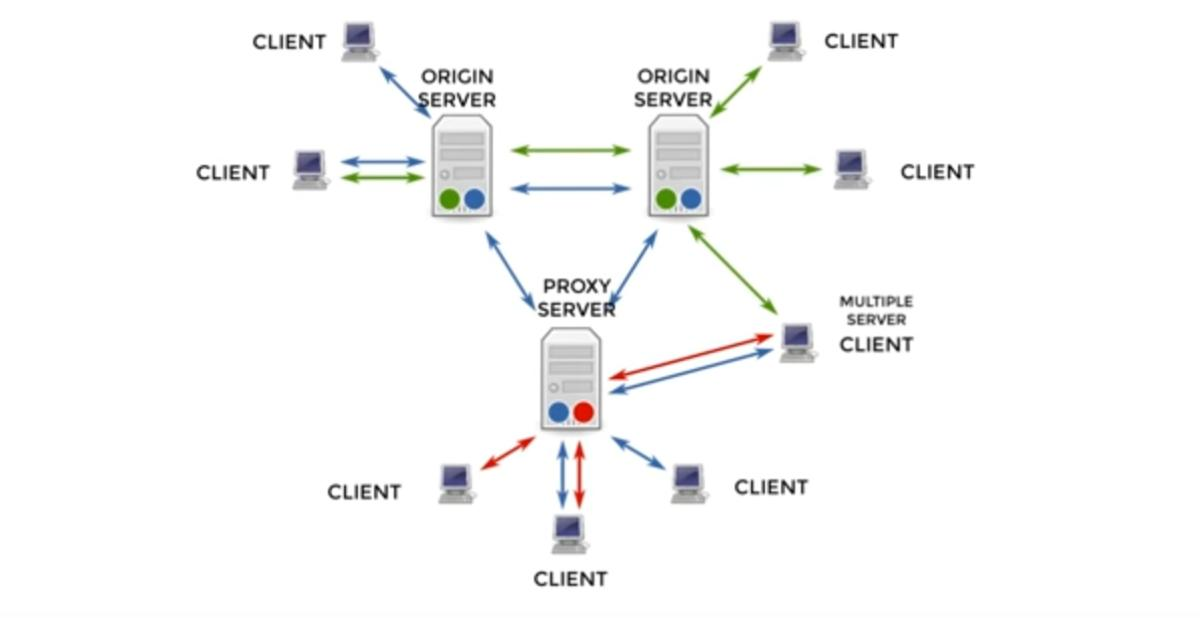 CLIENT
CLIENT
ORIGIN
SERVER
ORIGIN
SERVER
CLIENT
CLIENT
PROXY
SERVER
MULTIPLE
SERVER
CLIENT
CLIENT
CLIENT
CLIENT